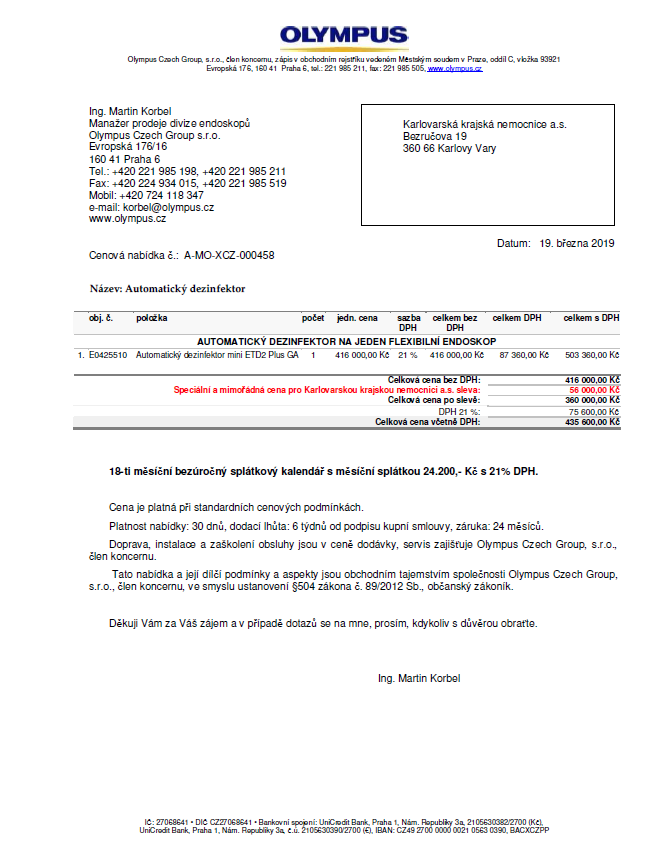 OLYMPUS
Olympus Czech Group, s.r.o., člen koncernu, zápis v obchodním rejstříku vedeném Městským soudem v Praze, oddíl C, vložka 93921
Evropská 176, 160 41 Praha 6, tel.: 221 985 211, fax: 221 985 505, www.olympus.cz
Ing. Martin Korbel
Manažer prodeje divize endoskopů
Olympus Czech Group s.r.o.
Evropská 176/16
160 41 Praha 6
Tel.: +420 221 985 198, +420 221 985 211
Fax: +420 224 934 015, +420 221 985 519
Mobil: +420 724 118 347
e-mail: korbel@olympus.cz
www.olympus.cz
Karlovarská krajská nemocnice a.s.
Bezručova 19
360 66 Karlovy Vary
Datum: 19. března 2019
Cenová nabídka č.: A-MO-XCZ-000458
Název: Automatický dezinfektor
obj. č. položka počet jedn. cena sazba DPH celkem bez DPH celkem DPH celkem s DPH
AUTOMATICKÝ DEZINFEKTOR NA JEDEN FLEXIBILNÍ ENDOSKOP
1. E0425510 Automatický dezinfektor mini ETD2 Plus GA 1 416 000,00 Kč 21 % 416 000,00 Kč 87 360,00 Kč 503 360,00 Kč
Celková cena bez DPH: 416 000,00 Kč
Speciální a mimořádná cena pro Karlovarskou krajskou nemocnici a.s. sleva: 56 000,00 Kč
Celková cena po slevě: 360 000,00 Kč
DPH 21 %: 75 600,00 Kč
Celková cena včetně DPH: 435 600,00 Kč
18-ti měsíční bezúročný splátkový kalendář s měsíční splátkou 24.200,- Kč s 21% DPH.
Cena je platná při standardních cenových podmínkách.
Platnost nabídky: 30 dnů, dodací lhůta: 6 týdnů od podpisu kupní smlouvy, záruka: 24 měsíců.
Doprava, instalace a zaškolení obsluhy jsou v ceně dodávky, servis zajišťuje Olympus Czech Group, s.r.o.,
člen koncernu.
Tato nabídka a její dílčí podmínky a aspekty jsou obchodním tajemstvím společnosti Olympus Czech Group,
s.r.o., člen koncernu, ve smyslu ustanovení §504 zákona č. 89/2012 Sb., občanský zákoník.
Děkuji Vám za Váš zájem a v případě dotazů se na mne, prosím, kdykoliv s důvěrou obraťte.
Ing. Martin Korbel
IČ: 27068641 • DIČ CZ27068641 • Bankovní spojení: UniCredit Bank, Praha 1, Nám. Republiky 3a, 2105630382/2700 (Kč),
UniCredit Bank, Praha 1, Nám. Republiky 3a, č.ú. 2105630390/2700 (€), IBAN: CZ49 2700 0000 0021 0563 0390, BACXCZPP